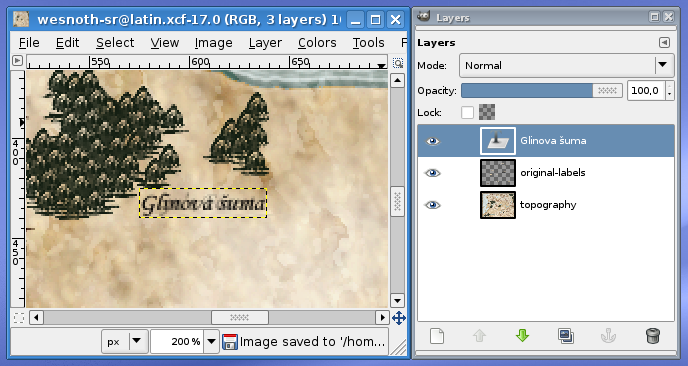 wesnoth-sr@latin.xcf-17.0 (RGB, 3 layers)
File Edit Select View Image Layer Colors Tools
550 600 650
400
450
Glinova šuma
px 200% Image saved to '/hom...
Layers
Layers
Mode: Normal
Opacity: 100,0
Lock:
Glinova šuma
original-labels
topography